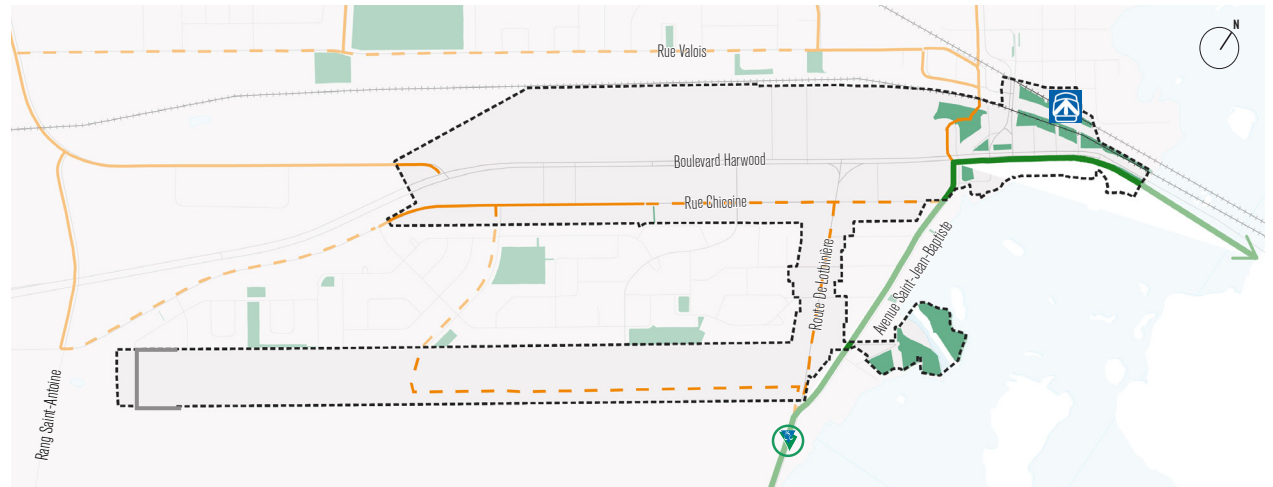 N
Rue Valois
Boulevard Harwood
Rue Chicoine
Route De Lotbinière
Avenue Saint-Jean-Baptiste
Rang Saint-Antoine